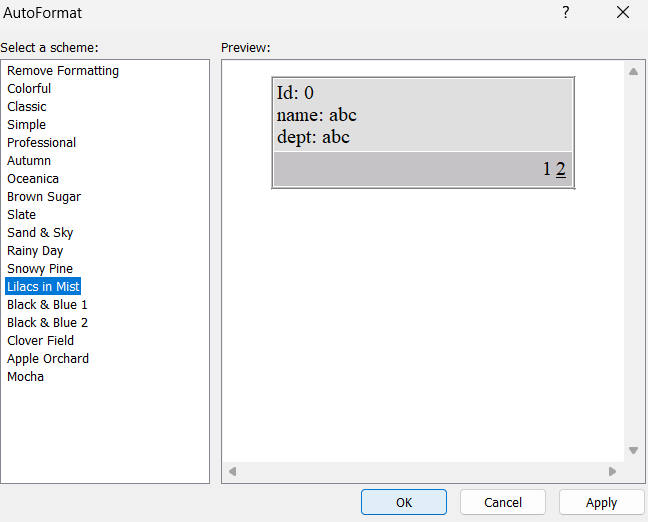 AutoFormat ?
Select a scheme:
Remove Formatting
Colorful
Classic
Simple
Professional
Autumn
Oceanica
Brown Sugar
Slate
Sand & Sky
Rainy Day
Snowy Pine
Lilacs in Mist
Black & Blue 1
Black & Blue 2
Clover Field
Apple Orchard
Mocha
Preview:
Id: 0
name: abc
dept: abc
1 2
OK Cancel Apply